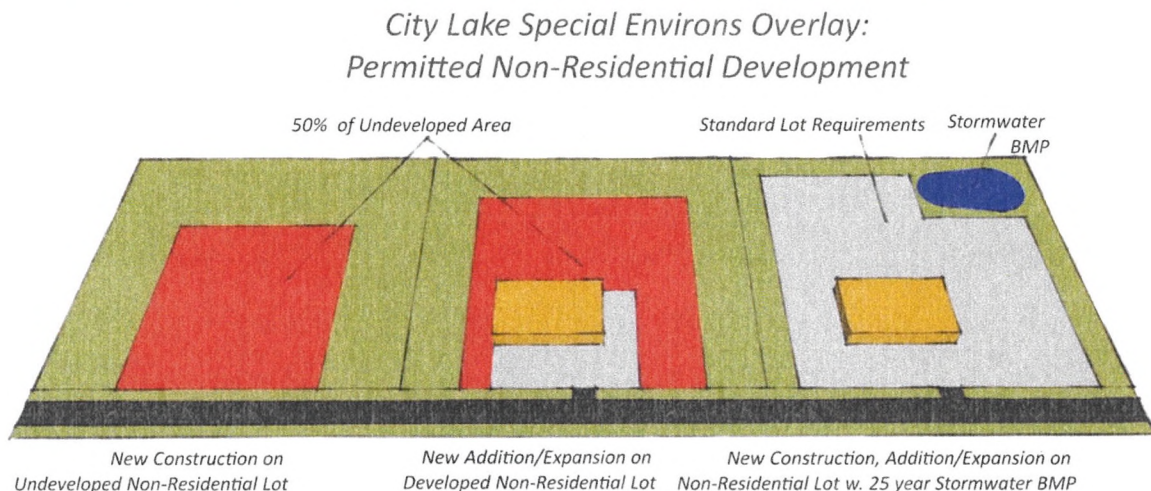 City Lake Special Environs Overlay:
Permitted Non-Residential Development
50% of Undeveloped Area
Standard Lot Requirements
Stormwater
BMP
New Construction on
Undeveloped Non-Residential Lot
New Addition/Expansion on
Developed Non-Residential Lot
New Construction, Addition/Expansion on
Non-Residential Lot w. 25 year Stormwater BMP